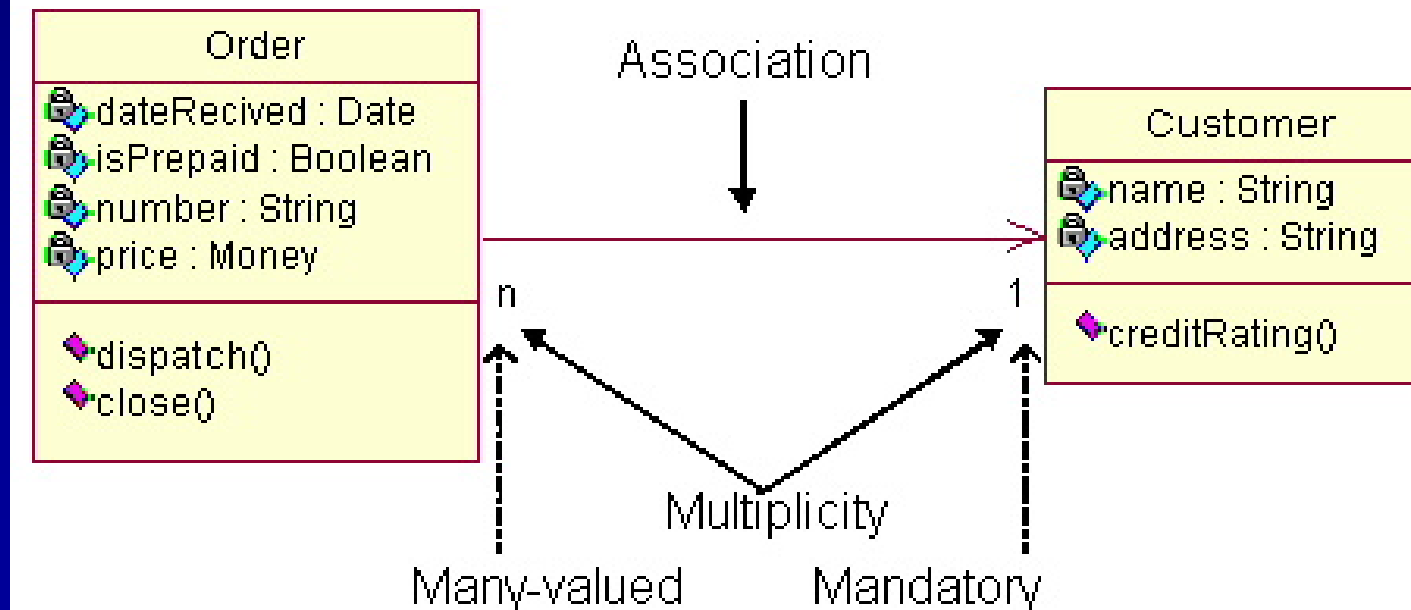 Order
dateRecived : Date
isPrepaid : Boolean
number : String
price : Money
dispatch()
close()
Association
n
1
Multiplicity
Many-valued
Mandatory
Customer
name : String
address : String
creditRating()